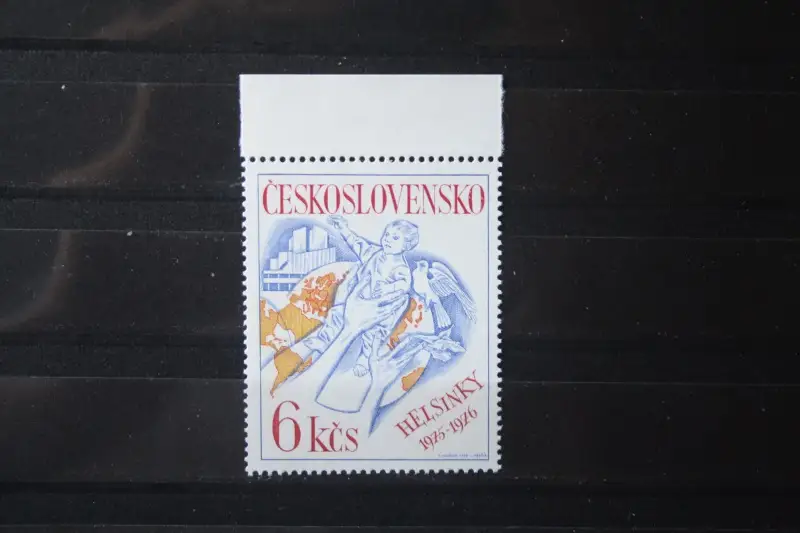 ČESKOSLOVENSKO
HELSINKY
1975-1976
6 KčS